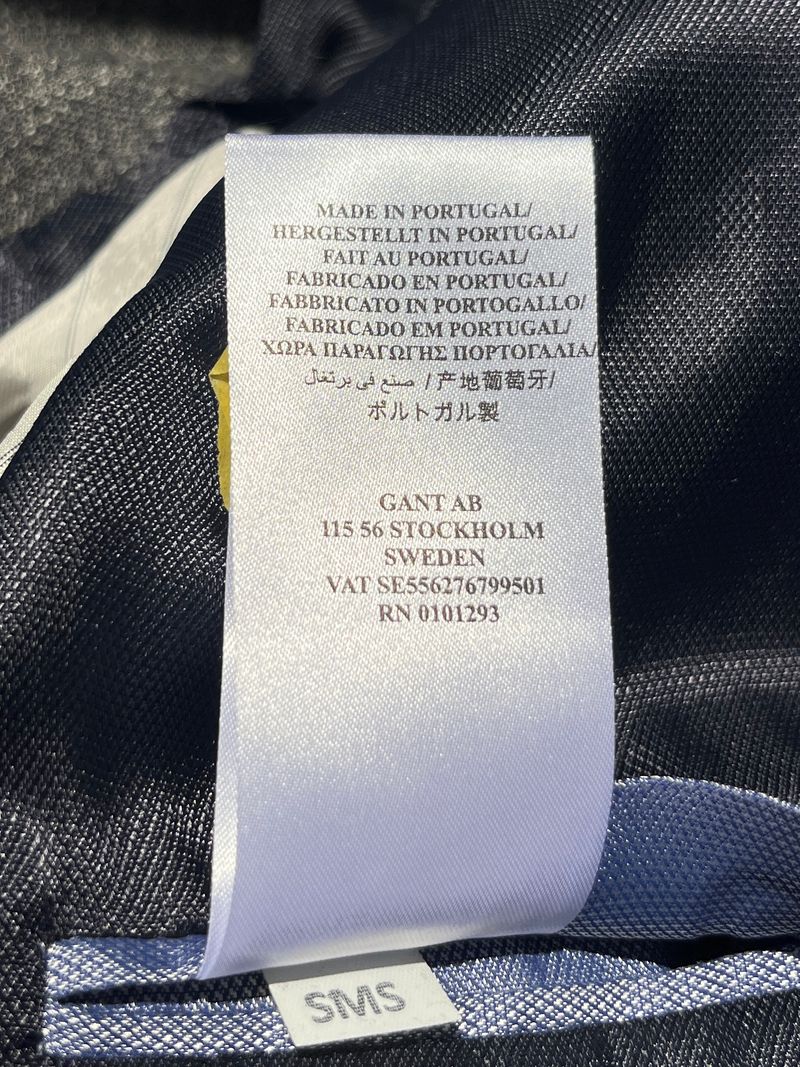 MADE IN PORTUGAL/
HERGESTELLT IN PORTUGAL/
FAIT AU PORTUGAL/
FABRICADO EN PORTUGAL/
FABBRICATO IN PORTOGALLO/
FABRICADO EM PORTUGAL/
ΧΩΡΑ ΠΑΡΑΓΩΓΗΣ ΠΟΡΤΟΓΑΛΙΑ/
صنع في برتغال /产地葡萄牙/
ポルトガル製
GANT AB
115 56 STOCKHOLM
SWEDEN
VAT SE556276799501
RN 0101293
SMS